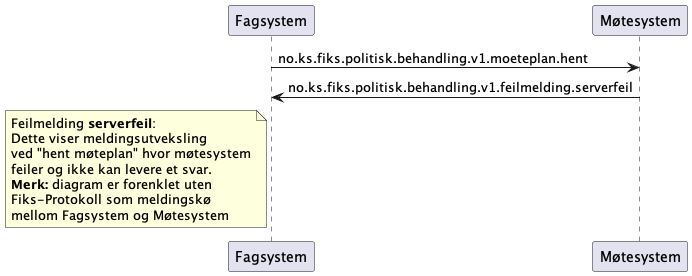 Fagsystem
Møtesystem
no.ks.fiks.politisk.behandling.v1.moeteplan.hent
no.ks.fiks.politisk.behandling.v1.feilmelding.serverfeil
Feilmelding serverfeil:
Dette viser meldingsutveksling
ved "hent møteplan" hvor møtesystem
feiler og ikke kan levere et svar.
Merk: diagram er forenklet uten
Fiks-Protokoll som meldingskø
mellom Fagsystem og Møtesystem
Fagsystem
Møtesystem